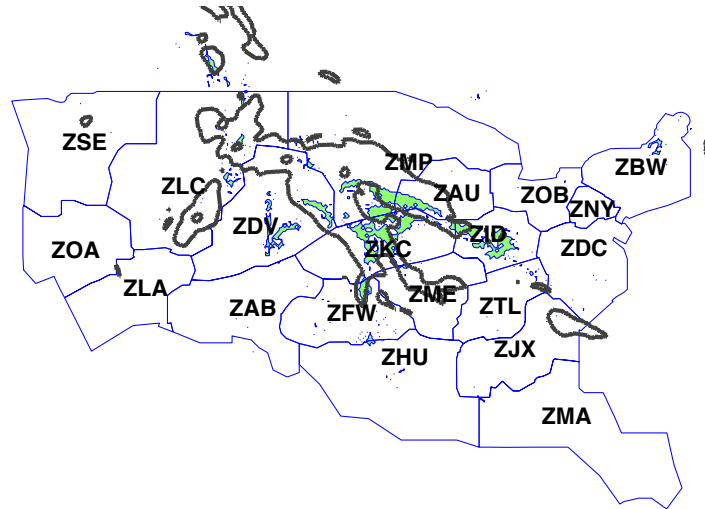 ZSE
ZMP
ZBW
ZLC
ZAU
ZOB
ZNY
ZDV
ZID
ZOA
ZKC
ZDC
ZLA
ZME
ZAB
ZFW
ZTL
ZHU
ZJX
ZMA